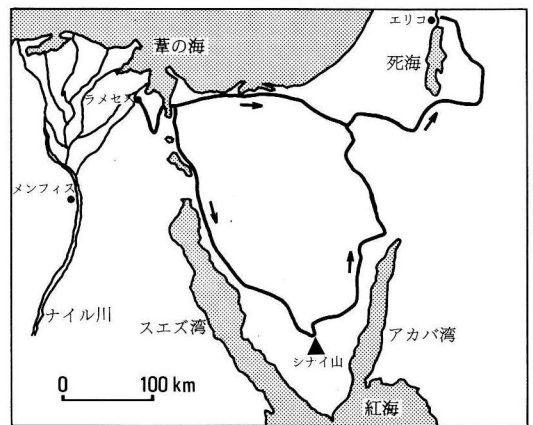 エリコ
葦の海
死海
ラメセス
メンフィス
ナイル川
スエズ湾
アカバ湾
シナイ山
0 100 km
紅海